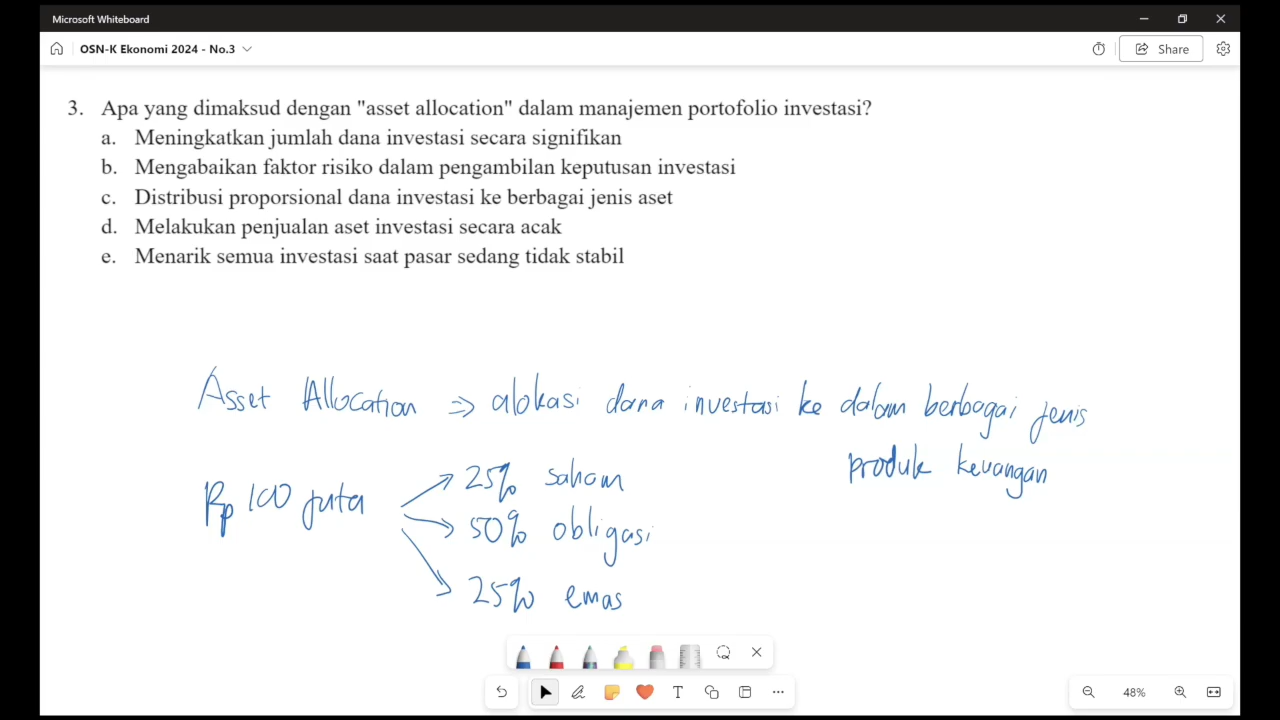 Microsoft Whiteboard
OSN-K Ekonomi 2024 - No.3
Share
3. Apa yang dimaksud dengan "asset allocation" dalam manajemen portofolio investasi?
a. Meningkatkan jumlah dana investasi secara signifikan
b. Mengabaikan faktor risiko dalam pengambilan keputusan investasi
c. Distribusi proporsional dana investasi ke berbagai jenis aset
d. Melakukan penjualan aset investasi secara acak
e. Menarik semua investasi saat pasar sedang tidak stabil
Asset Allocation => alokasi dana investasi ke dalam berbagai jenis
produk keuangan
Rp 100 juta
25% saham
50% obligasi
25% emas
48%